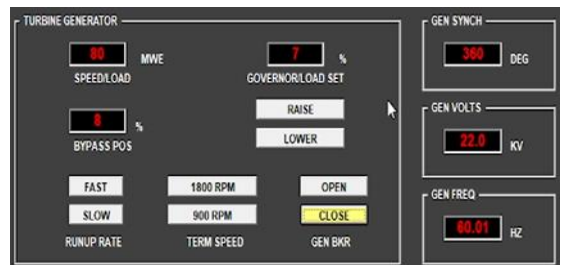 TURBINE GENERATOR
80 MWE
SPEED/LOAD
7 %
GOVERNOR/LOAD SET
RAISE
LOWER
8 %
BYPASS POS
FAST
SLOW
RUNUP RATE
1800 RPM
900 RPM
TERM SPEED
OPEN
CLOSE
GEN BKR
GEN SYNCH
360 DEG
GEN VOLTS
22.0 KV
GEN FREQ
60.01 HZ